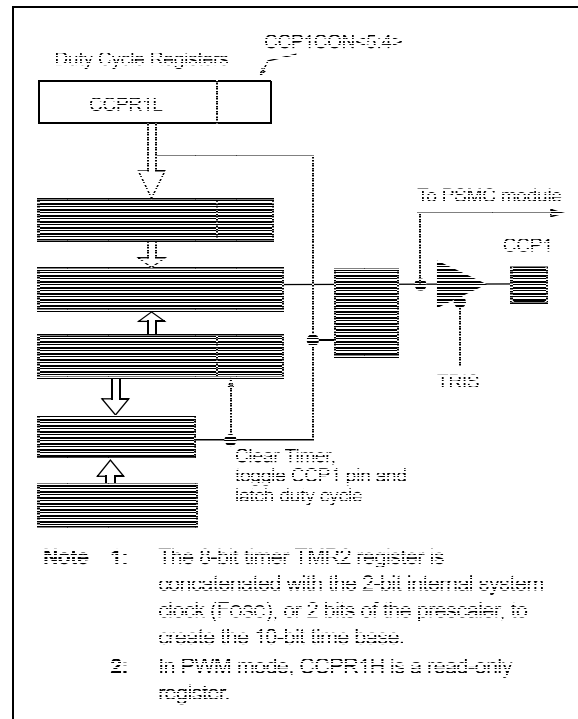 CCP1CON<5:4>
Duty Cycle Registers
CCPR1L
To PSMC module
CCP1
TRIS
Clear Timer,
toggle CCP1 pin and
latch duty cycle
Note 1: The 8-bit timer TMR2 register is
concatenated with the 2-bit internal system
clock (FOSC), or 2 bits of the prescaler, to
create the 10-bit time base.
2: In PWM mode, CCPR1H is a read-only
register.